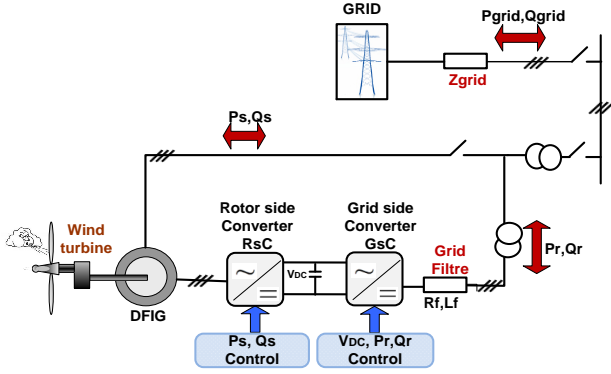 GRID
Pgrid,Qgrid
Zgrid
Ps,Qs
Wind
turbine
Rotor side
Converter
RsC
Grid side
Converter
GsC
Grid
Filtre
Pr,Qr
VDC
~
=
~
=
Rf,Lf
DFIG
Ps, Qs
Control
VDC, Pr,Qr
Control